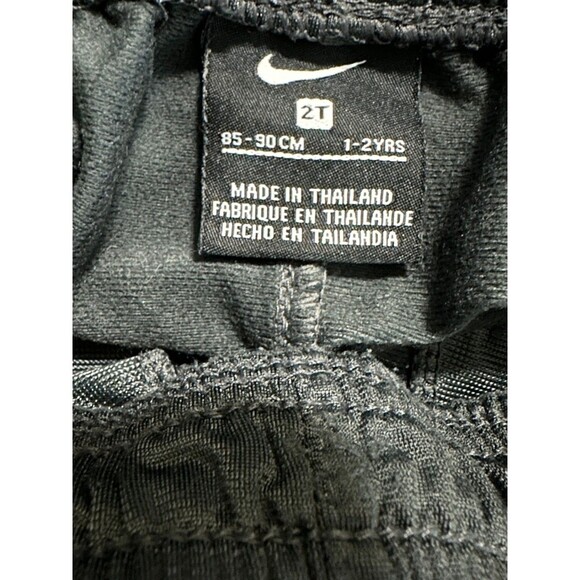 2T
85-90CM 1-2YRS
MADE IN THAILAND
FABRIQUE EN THAILANDE
HECHO EN TAILANDIA